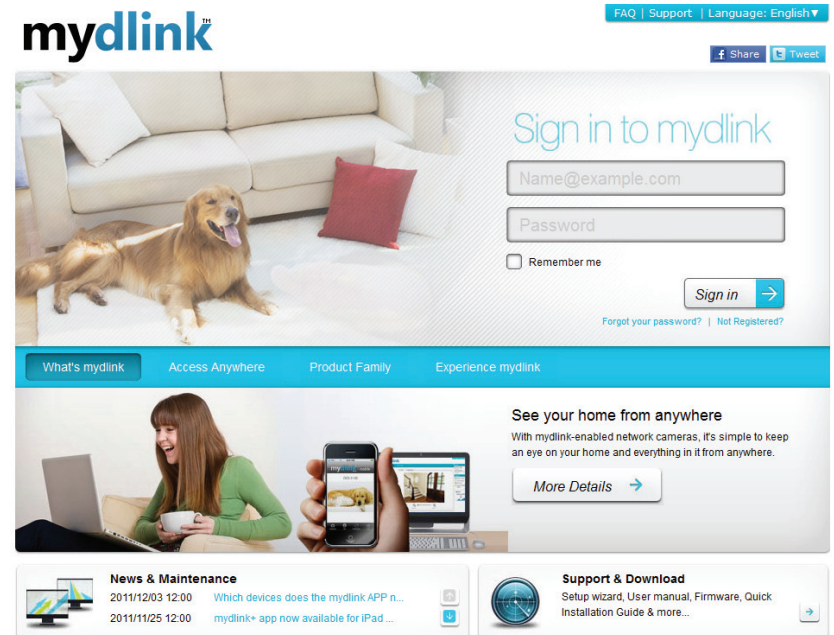 mydlink™
FAQ | Support | Language: English▼
Share
Tweet
Sign in to mydlink
Name@example.com
Password
Remember me
Sign in
Forgot your password? | Not Registered?
What's mydlink
Access Anywhere
Product Family
Experience mydlink
See your home from anywhere
With mydlink-enabled network cameras, it's simple to keep
an eye on your home and everything in it from anywhere.
More Details
mydlink
News & Maintenance
2011/12/03 12:00 Which devices does the mydlink APP n...
2011/11/25 12:00 mydlink+ app now available for iPad ...
Support & Download
Setup wizard, User manual, Firmware, Quick
Installation Guide & more...